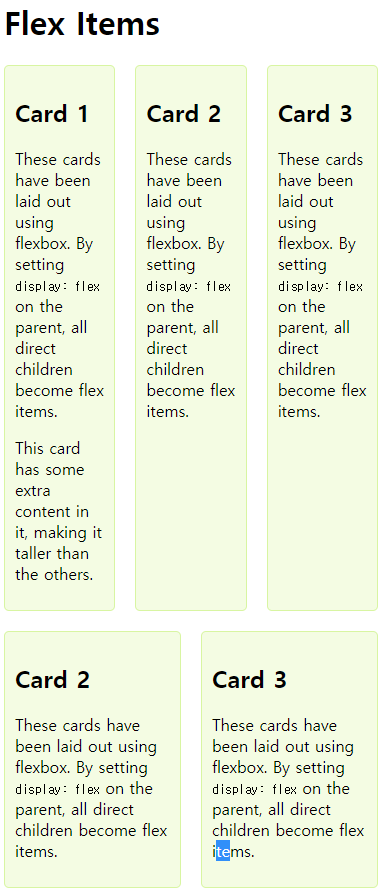 Flex Items
Card 1
These cards
have been
laid out
using
flexbox. By
setting
display: flex
on the
parent, all
direct
children
become flex
items.
This card
has some
extra
content in
it, making it
taller than
the others.
Card 2
These cards
have been
laid out
using
flexbox. By
setting
display: flex
on the
parent, all
direct
children
become flex
items.
Card 3
These cards
have been
laid out
using
flexbox. By
setting
display: flex
on the
parent, all
direct
children
become flex
items.
Card 2
These cards have
been laid out using
flexbox. By setting
display: flex on the
parent, all direct
children become flex
items.
Card 3
These cards have
been laid out using
flexbox. By setting
display: flex on the
parent, all direct
children become flex
items.